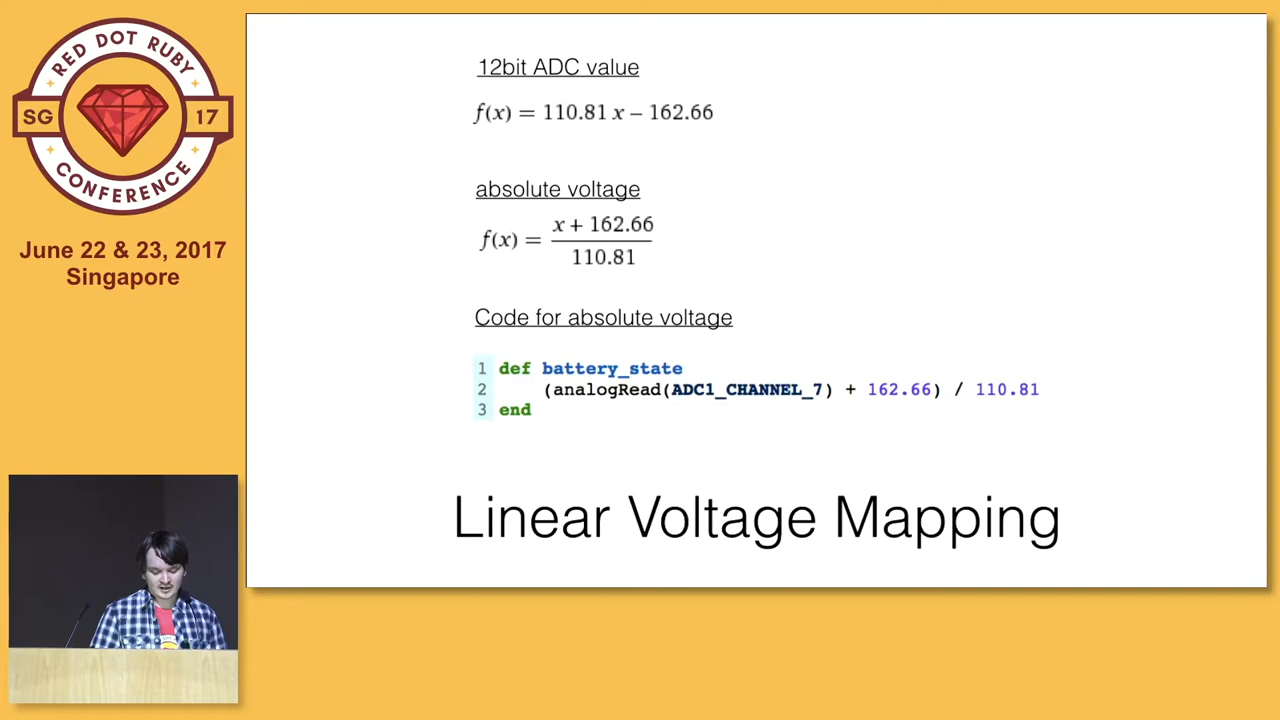 RED DOT RUBY
SG 17
CONFERENCE
June 22 & 23, 2017
Singapore
12bit ADC value
f(x) = 110.81 x – 162.66
absolute voltage
f(x) = x + 162.66
110.81
Code for absolute voltage
1 def battery_state
2 (analogRead(ADC1_CHANNEL_7) + 162.66) / 110.81
3 end
Linear Voltage Mapping